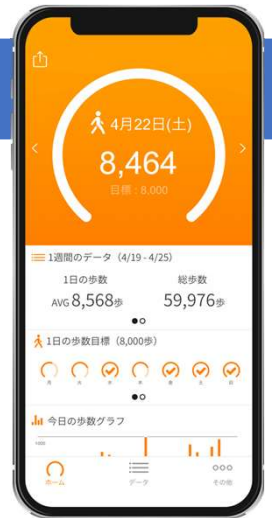 4月22日(土)
8,464
目標 : 8,000
1週間のデータ（4/19 - 4/25）
1日の歩数 総歩数
AVG 8,568歩 59,976歩
1日の歩数目標（8,000歩）
月 火 水 木 金 土 日
今日の歩数グラフ
ホーム データ その他